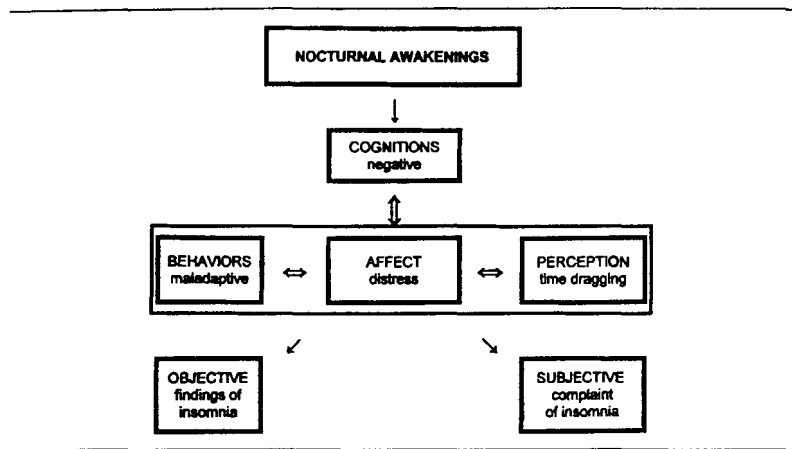 NOCTURNAL AWAKENINGS
COGNITIONS
negative
BEHAVIORS
maladaptive
AFFECT
distress
PERCEPTION
time dragging
OBJECTIVE
findings of
insomnia
SUBJECTIVE
complaint
of insomnia